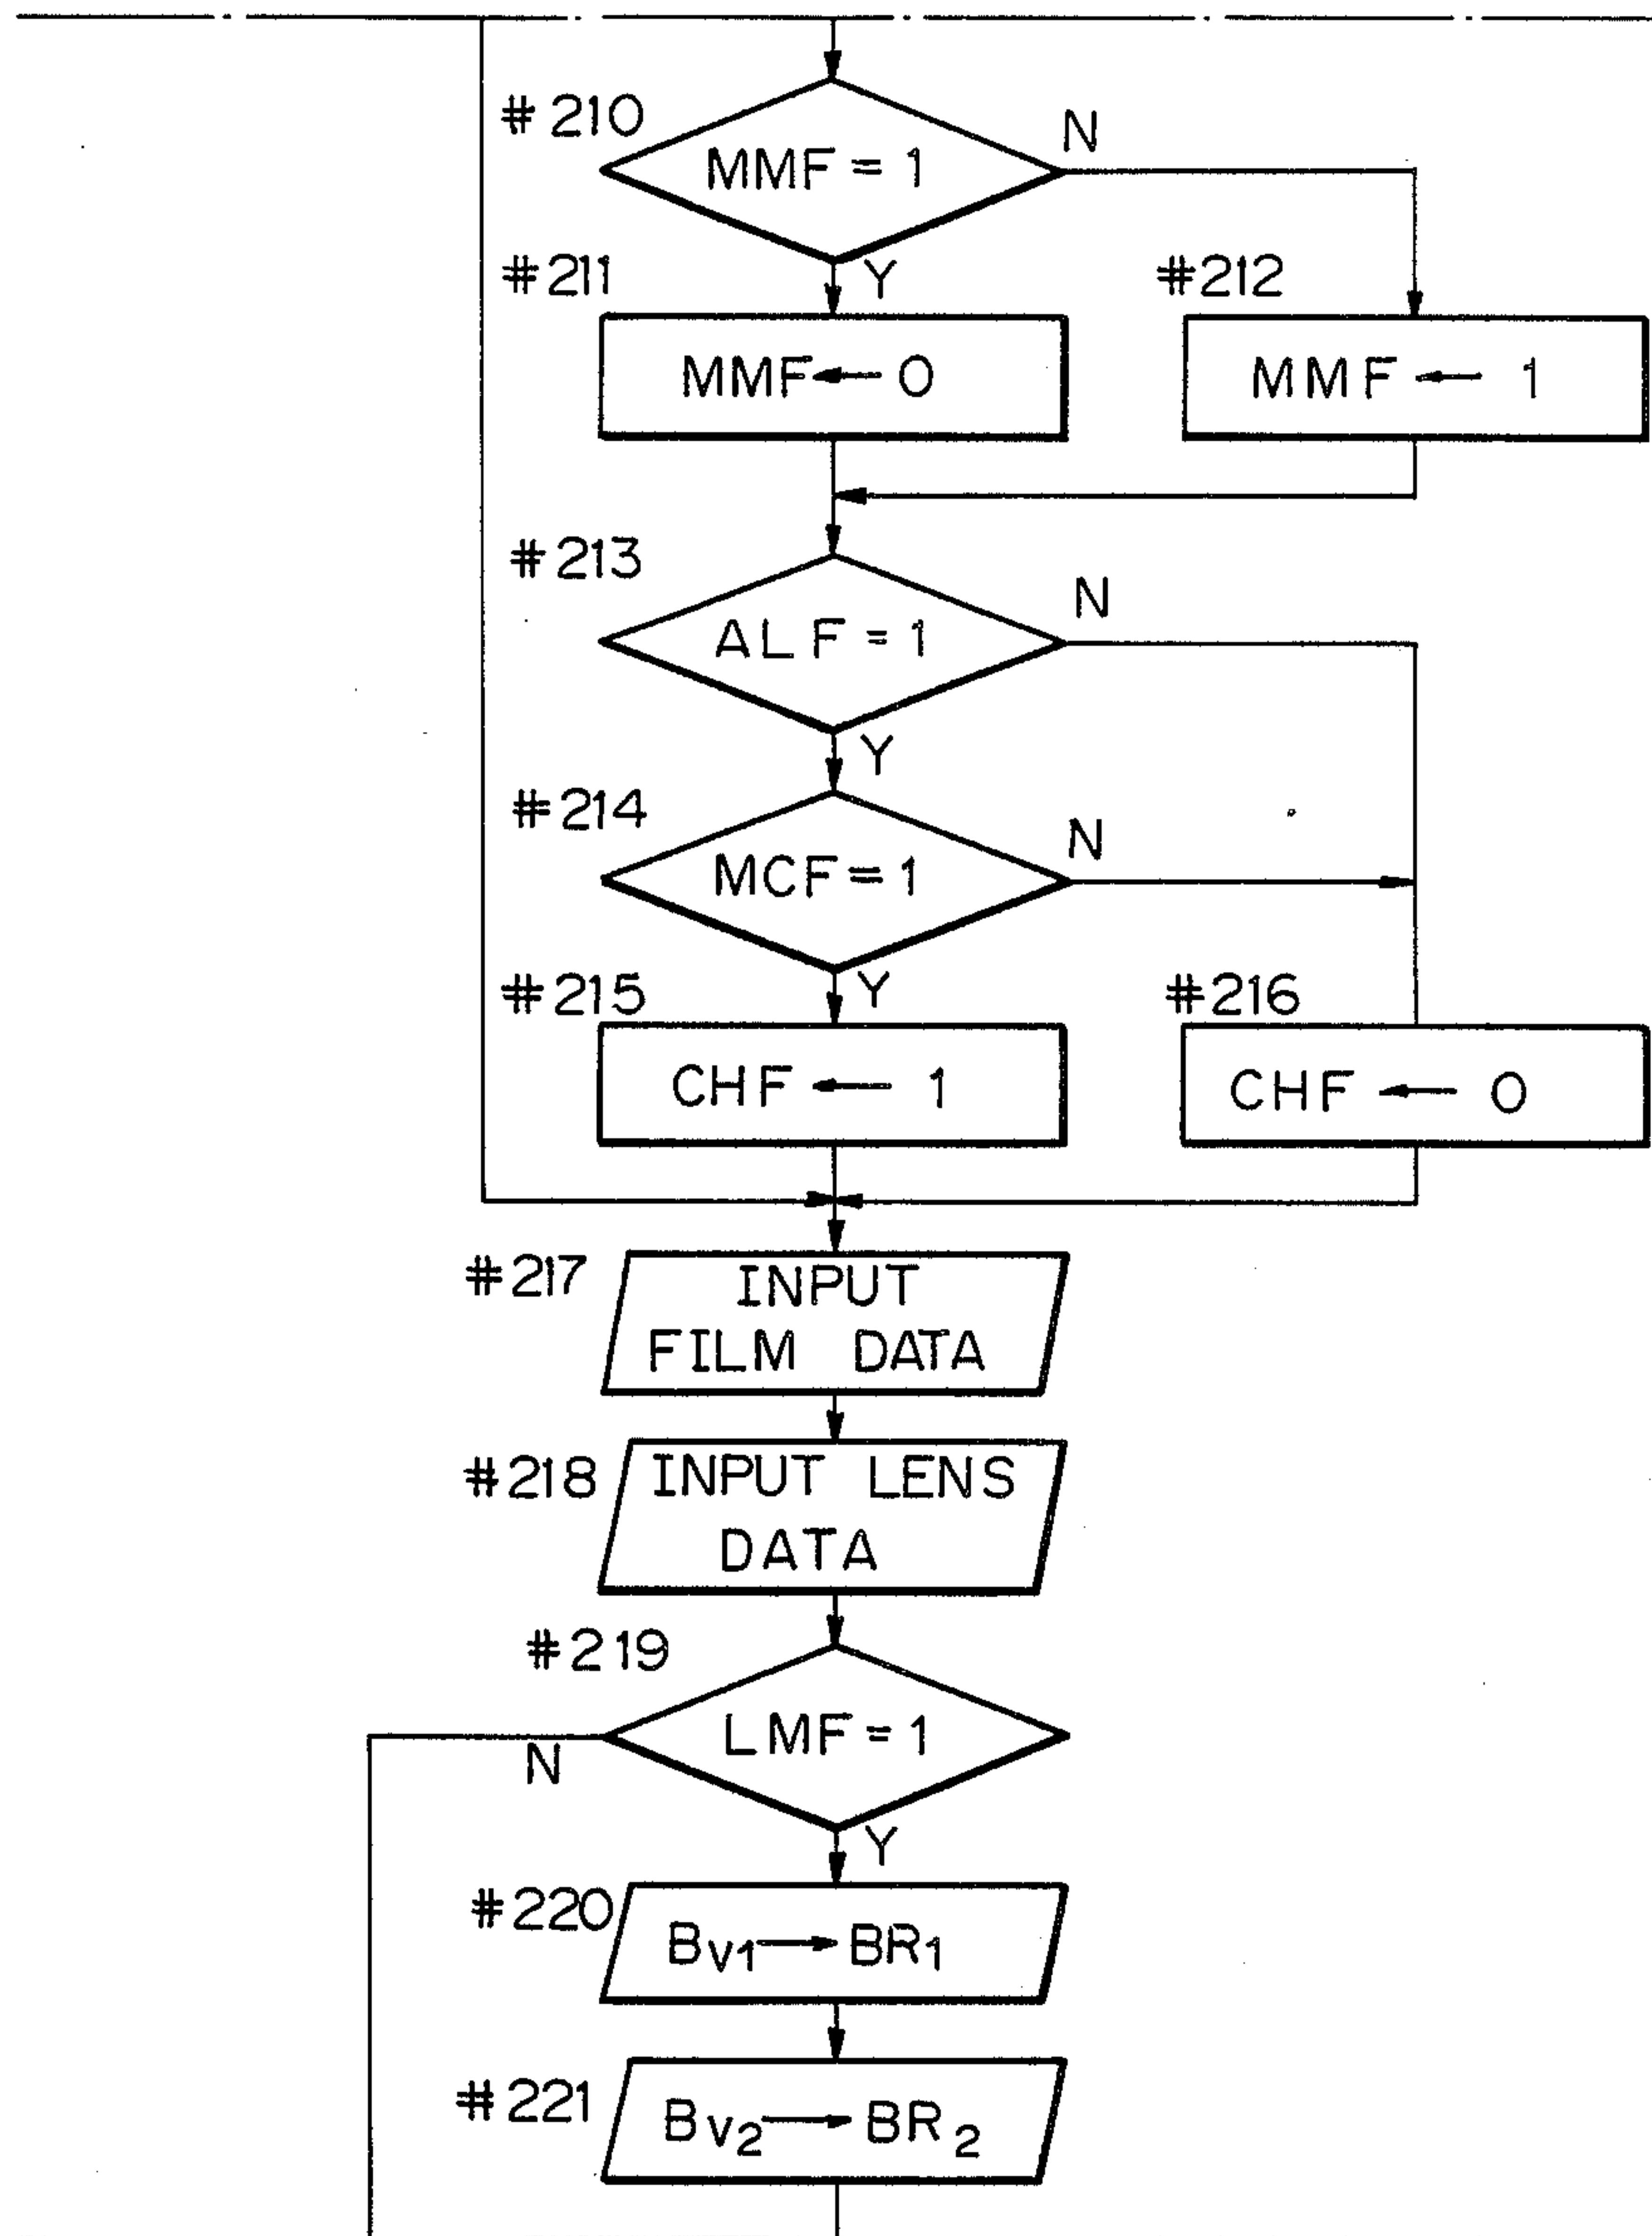 #210
MMF = 1
N
Y
#211
MMF ← 0
#212
MMF ← 1
#213
ALF = 1
N
Y
#214
MCF = 1
N
Y
#215
CHF ← 1
#216
CHF ← 0
#217
INPUT
FILM DATA
#218
INPUT LENS
DATA
#219
LMF = 1
N
Y
#220
Bv1 → BR1
#221
Bv2 → BR2